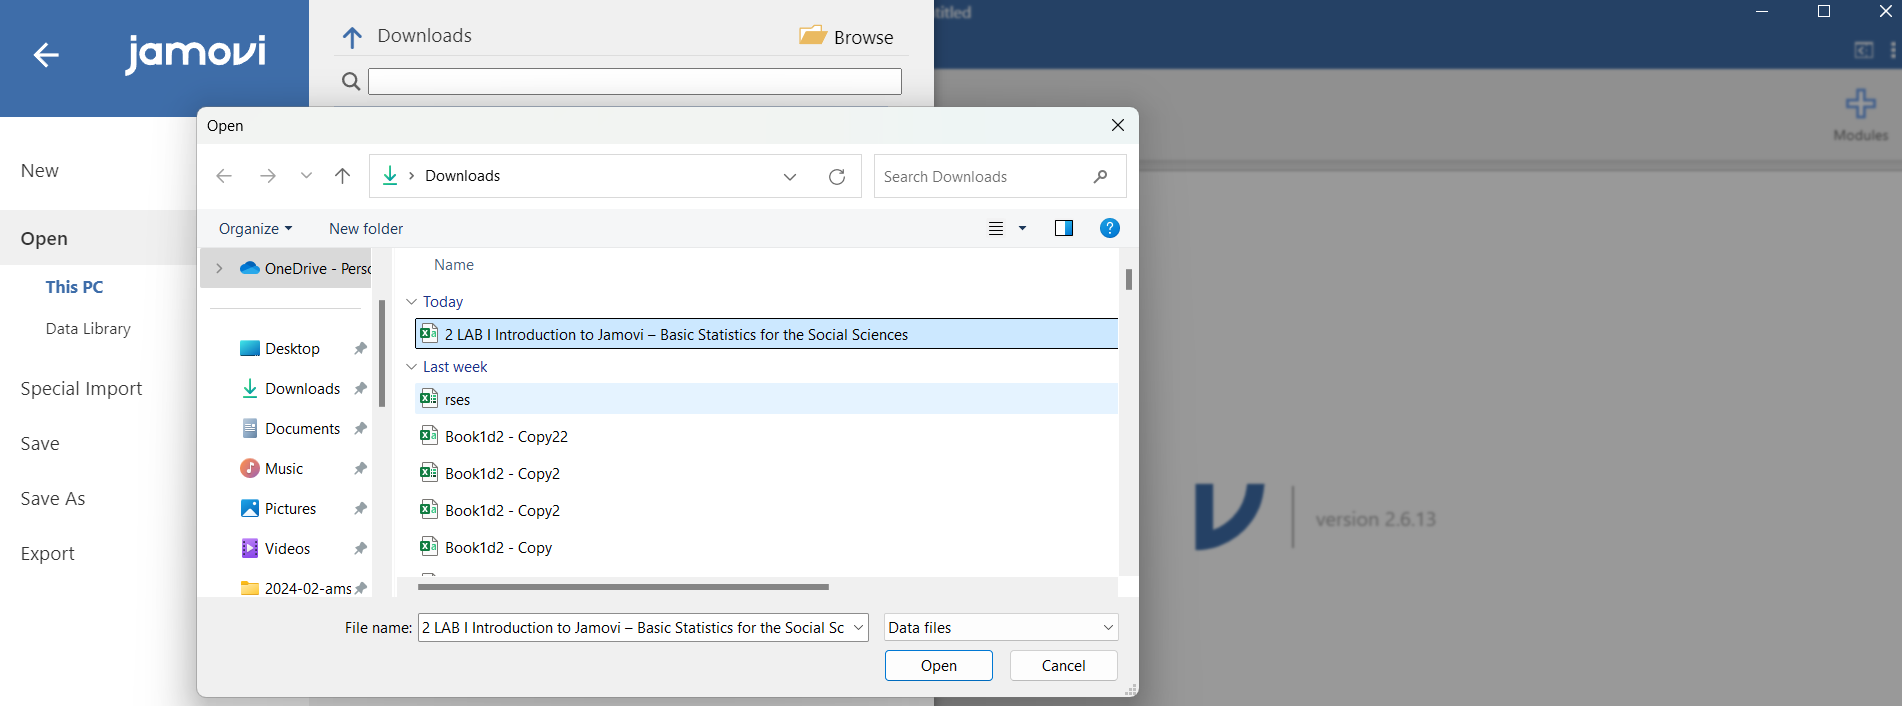 jamovi
Downloads
Browse
New
Open
This PC
Data Library
Special Import
Save
Save As
Export
Open
Downloads
Search Downloads
Organize
New folder
?
OneDrive - Persc
Desktop
Downloads
Documents
Music
Pictures
Videos
2024-02-ams
Name
Today
2 LAB I Introduction to Jamovi – Basic Statistics for the Social Sciences
Last week
rses
Book1d2 - Copy22
Book1d2 - Copy2
Book1d2 - Copy2
Book1d2 - Copy
File name: 2 LAB I Introduction to Jamovi – Basic Statistics for the Social Sc
Data files
Open
Cancel
titled
Modules
version 2.6.13